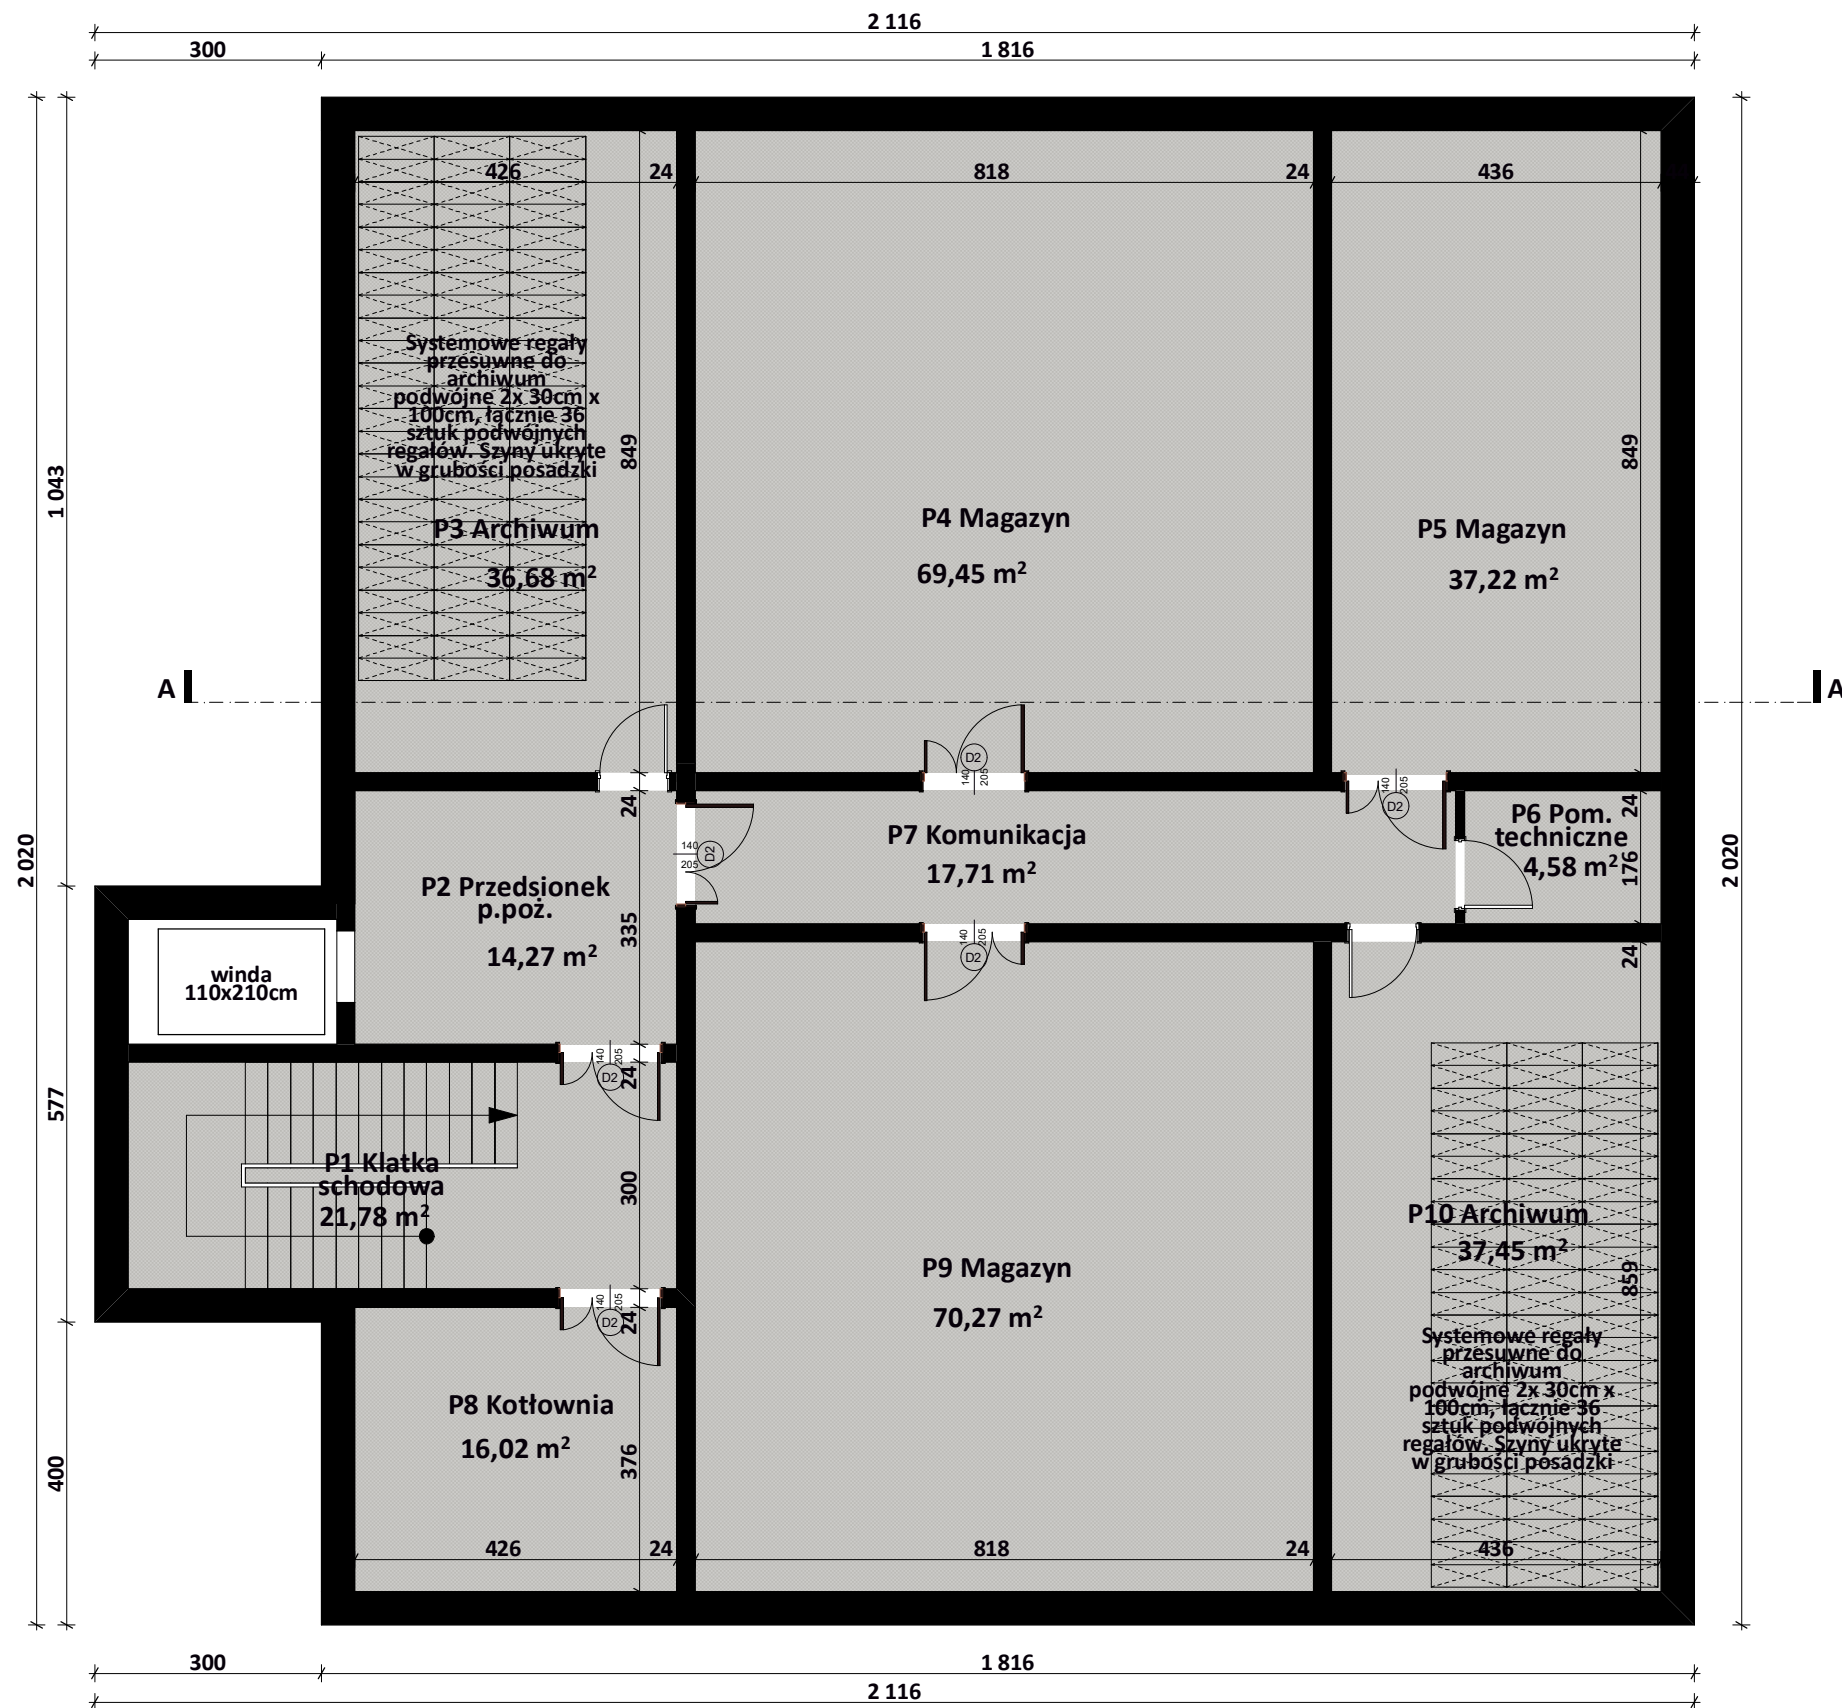 2 116
300
1 816
426
24
818
24
436
Systemowe regały
przesuwne do
archiwum
podwójne 2x 30cm x
100cm, łącznie 36
sztuk podwójnych
regałów. Szyny ukryte
w grubości posadzki
849
849
1 043
P3 Archiwum
36,68 m²
P4 Magazyn
69,45 m²
P5 Magazyn
37,22 m²
A
A
D2
140
205
140
205
D2
24
24
P6 Pom.
techniczne
4,58 m²
176
P7 Komunikacja
17,71 m²
140
205
D2
2 020
2 020
P2 Przedsionek
p.poż.
14,27 m²
335
140
205
D2
24
winda
110x210cm
140
205
D2
24
577
P1 Klatka
schodowa
21,78 m²
300
P10 Archiwum
37,45 m²
859
P9 Magazyn
70,27 m²
140
205
D2
24
Systemowe regały
przesuwne do
archiwum
podwójne 2x 30cm x
100cm, łącznie 36
sztuk podwójnych
regałów. Szyny ukryte
w grubości posadzki
P8 Kotłownia
16,02 m²
376
400
426
24
818
24
436
300
1 816
2 116